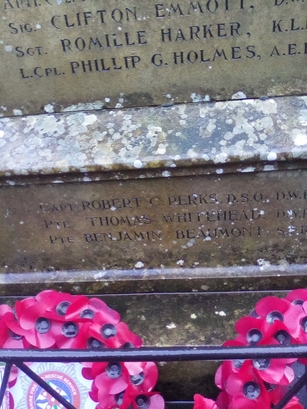 SIG. CLIFTON EMMOTT,
SGT. ROMILLE HARKER, K.L.
L.CPL. PHILLIP G. HOLMES, A.E.
CAPT. ROBERT C. PERKS, D.S.O., D.W.
PTE. THOMAS WHITEHEAD
PTE. BENJAMIN BEAUMONT,